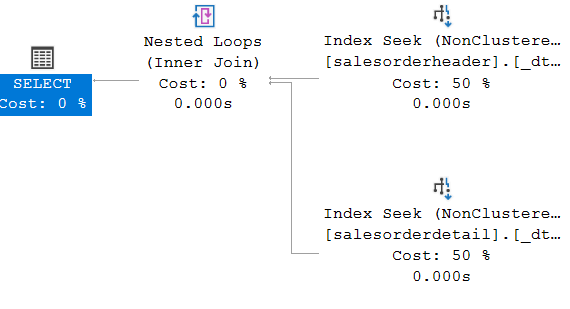 Nested Loops
(Inner Join)
Cost: 0 %
0.000s
SELECT
Cost: 0 %
Index Seek (NonClustere…
[salesorderheader].[_dt…
Cost: 50 %
0.000s
Index Seek (NonClustere…
[salesorderdetail].[_dt…
Cost: 50 %
0.000s